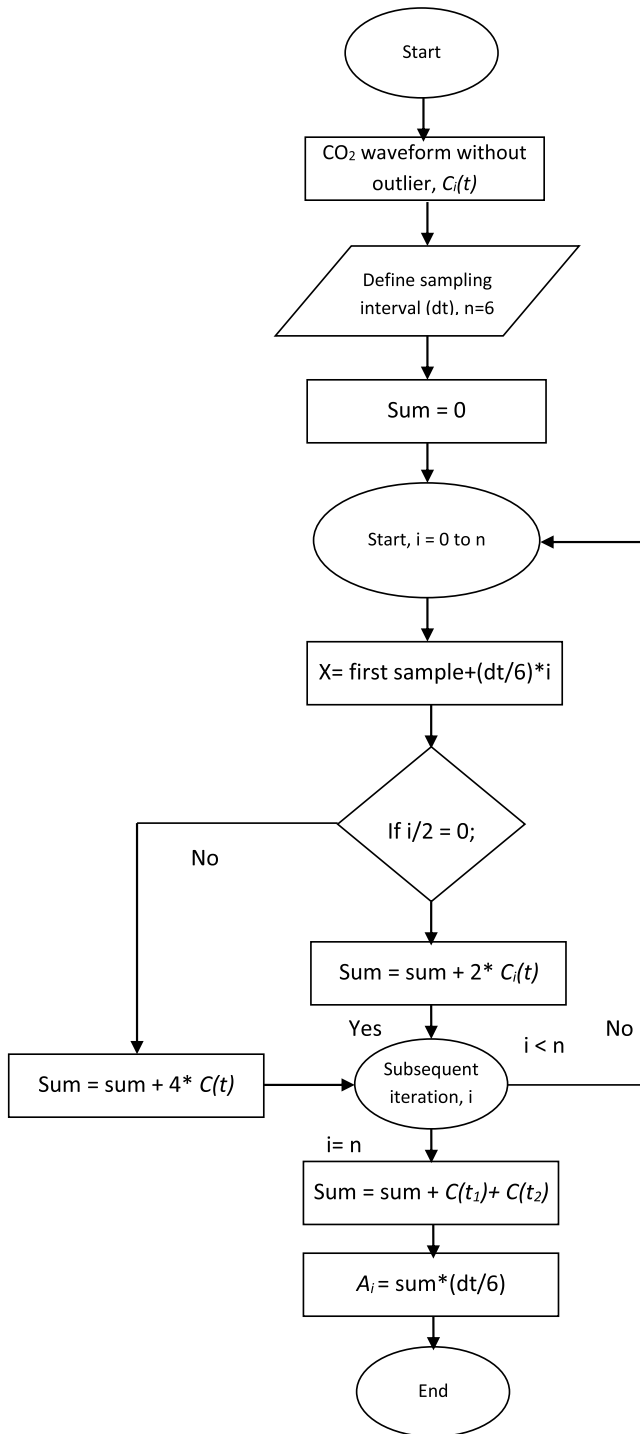 Start
CO₂ waveform without
outlier, Cᵢ(t)
Define sampling
interval (dt), n=6
Sum = 0
Start, i = 0 to n
X= first sample+(dt/6)*i
If i/2 = 0;
No
Sum = sum + 2* Cᵢ(t)
Yes
i < n
No
Sum = sum + 4* C(t)
Subsequent
iteration, i
i= n
Sum = sum + C(t₁)+ C(t₂)
Aᵢ = sum*(dt/6)
End